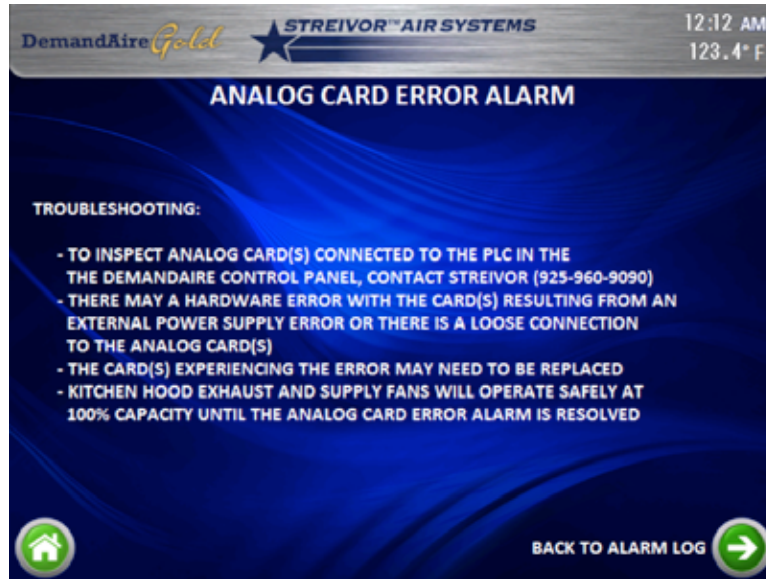 DemandAire Gold
STREIVOR™ AIR SYSTEMS
12:12 AM
123.4° F
ANALOG CARD ERROR ALARM
TROUBLESHOOTING:
- TO INSPECT ANALOG CARD(S) CONNECTED TO THE PLC IN THE
THE DEMANDAIRE CONTROL PANEL, CONTACT STREIVOR (925-960-9090)
- THERE MAY A HARDWARE ERROR WITH THE CARD(S) RESULTING FROM AN
EXTERNAL POWER SUPPLY ERROR OR THERE IS A LOOSE CONNECTION
TO THE ANALOG CARD(S)
- THE CARD(S) EXPERIENCING THE ERROR MAY NEED TO BE REPLACED
- KITCHEN HOOD EXHAUST AND SUPPLY FANS WILL OPERATE SAFELY AT
100% CAPACITY UNTIL THE ANALOG CARD ERROR ALARM IS RESOLVED
BACK TO ALARM LOG